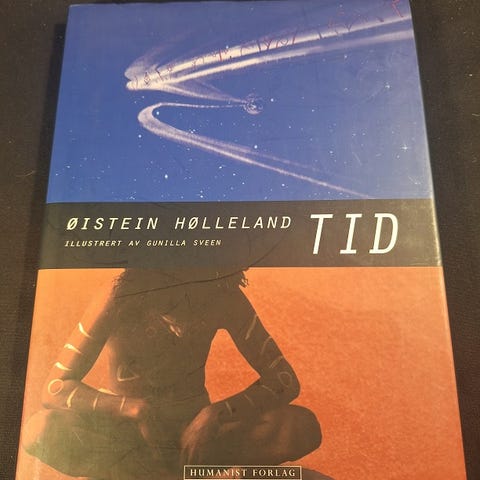 ØISTEIN HØLLELAND
TID
ILLUSTRERT AV GUNILLA SVEEN
HUMANIST FORLAG